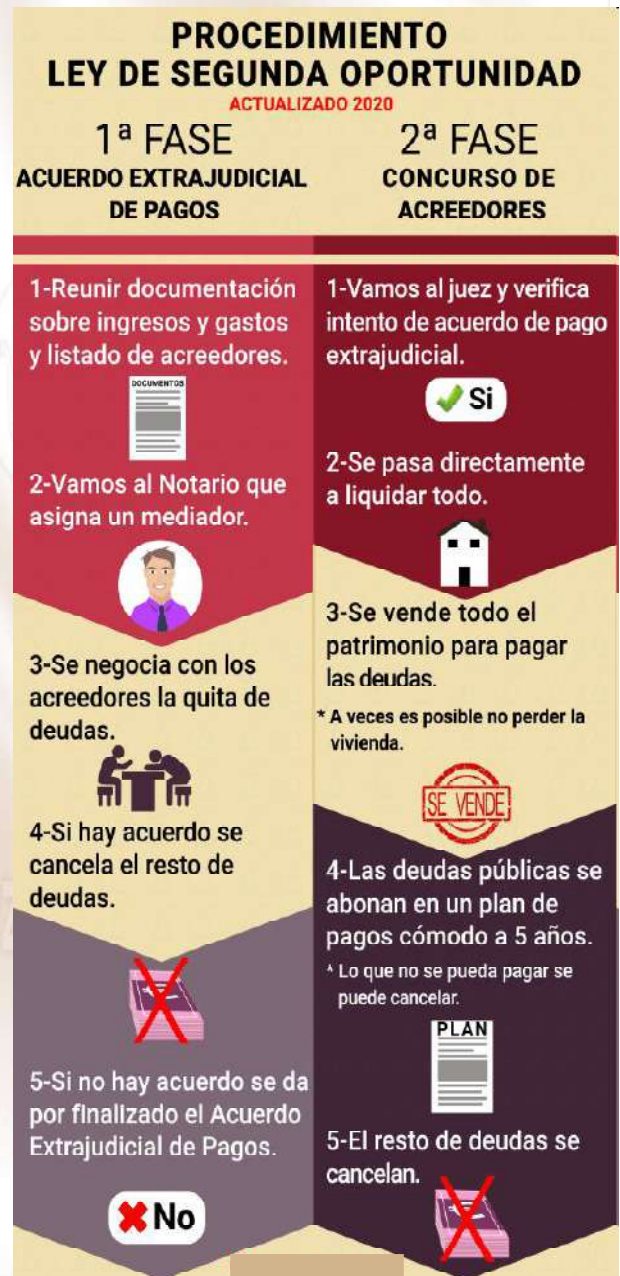 PROCEDIMIENTO
LEY DE SEGUNDA OPORTUNIDAD
ACTUALIZADO 2020
1ª FASE
ACUERDO EXTRAJUDICIAL
DE PAGOS
1-Reunir documentación
sobre ingresos y gastos
y listado de acreedores.
DOCUMENTOS
2-Vamos al Notario que
asigna un mediador.
3-Se negocia con los
acreedores la quita de
deudas.
4-Si hay acuerdo se
cancela el resto de
deudas.
5-Si no hay acuerdo se da
por finalizado el Acuerdo
Extrajudicial de Pagos.
No
2ª FASE
CONCURSO DE
ACREEDORES
1-Vamos al juez y verifica
intento de acuerdo de pago
extrajudicial.
Si
2-Se pasa directamente
a liquidar todo.
3-Se vende todo el
patrimonio para pagar
las deudas.
* A veces es posible no perder la
vivienda.
SE VENDE
4-Las deudas públicas se
abonan en un plan de
pagos cómodo a 5 años.
* Lo que no se pueda pagar se
puede cancelar.
PLAN
5-El resto de deudas se
cancelan.